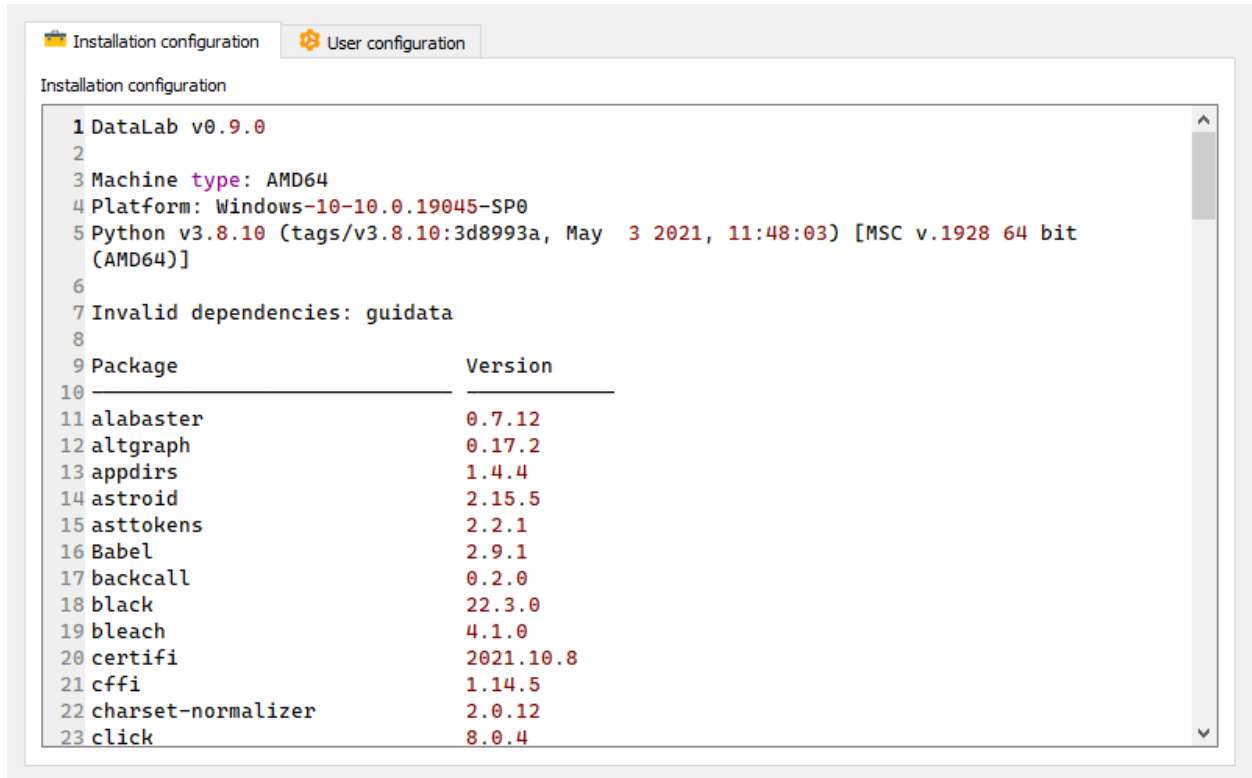 Installation configuration User configuration
Installation configuration
1 DataLab v0.9.0
2
3 Machine type: AMD64
4 Platform: Windows-10-10.0.19045-SP0
5 Python v3.8.10 (tags/v3.8.10:3d8993a, May  3 2021, 11:48:03) [MSC v.1928 64 bit
(AMD64)]
6
7 Invalid dependencies: guidata
8
9 Package Version
10
11 alabaster 0.7.12
12 altgraph 0.17.2
13 appdirs 1.4.4
14 astroid 2.15.5
15 asttokens 2.2.1
16 Babel 2.9.1
17 backcall 0.2.0
18 black 22.3.0
19 bleach 4.1.0
20 certifi 2021.10.8
21 cffi 1.14.5
22 charset-normalizer 2.0.12
23 click 8.0.4